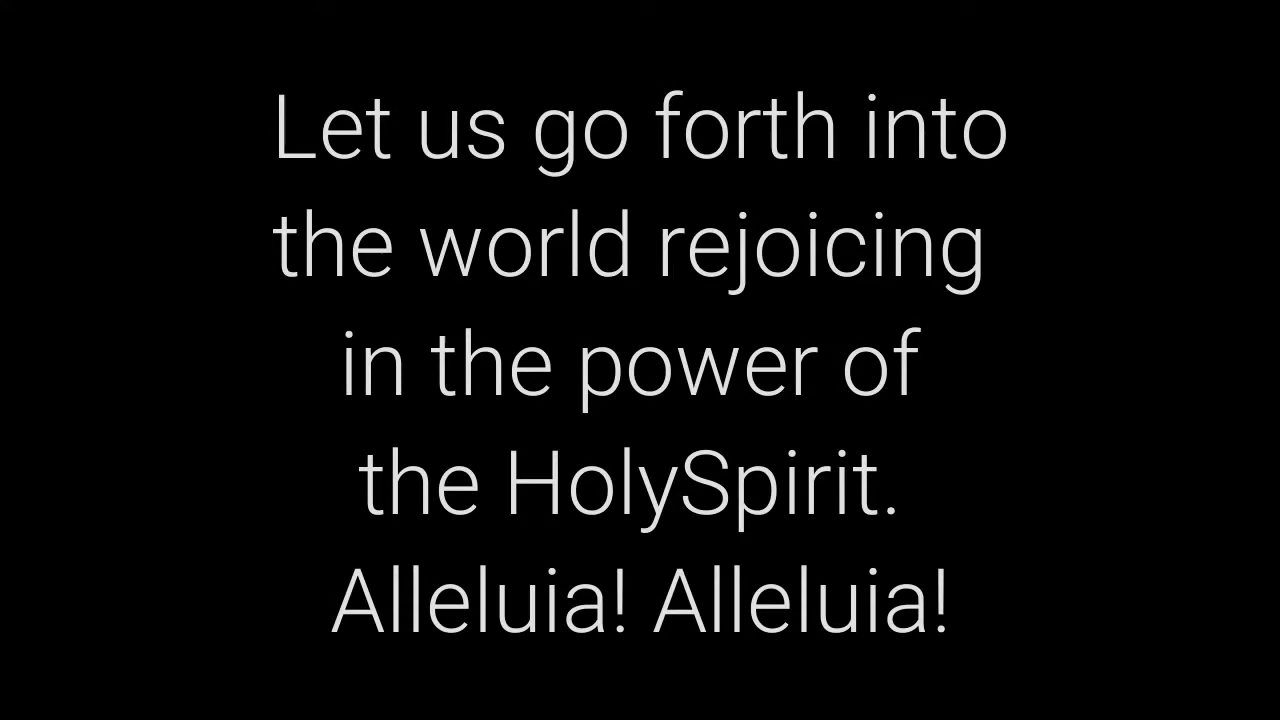 Let us go forth into
the world rejoicing
in the power of
the HolySpirit.
Alleluia! Alleluia!